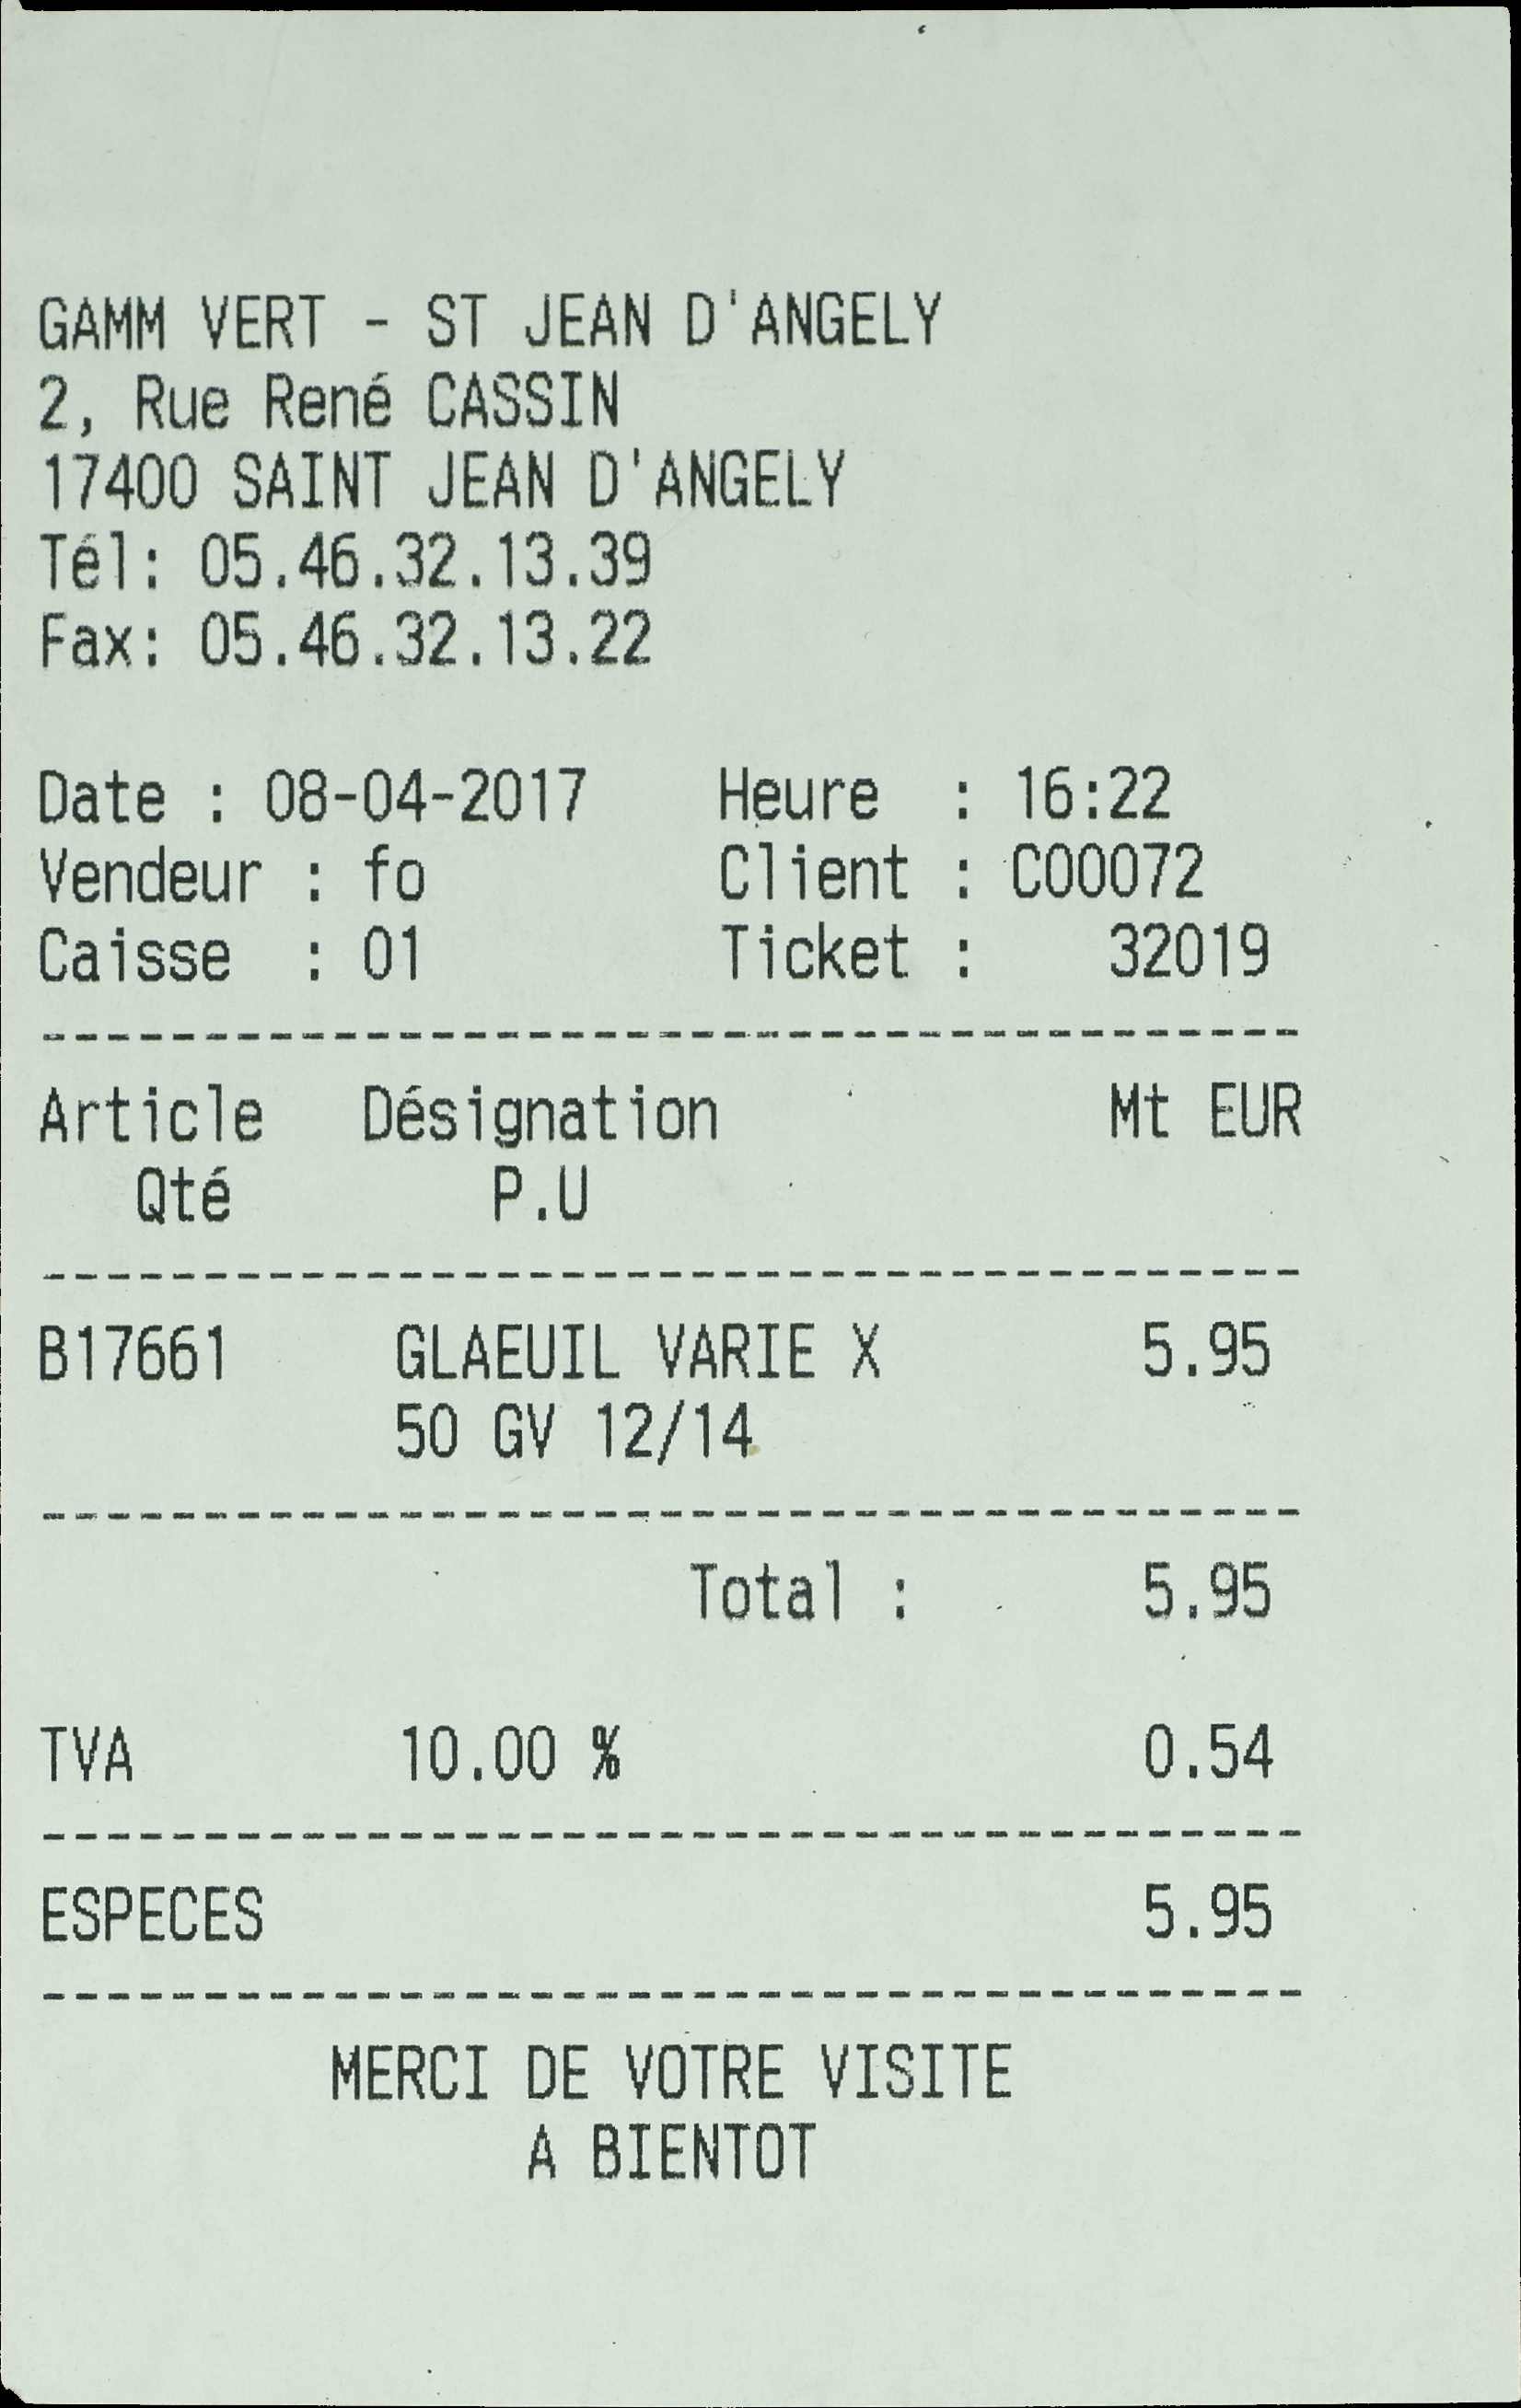 GAMM VERT - ST JEAN D'ANGELY
2, Rue René CASSIN
17400 SAINT JEAN D'ANGELY
Tél: 05.46.32.13.39
Fax: 05.46.32.13.22
Date : 08-04-2017 Heure : 16:22
Vendeur : fo Client : C00072
Caisse : 01 Ticket : 32019
----------------------------------------
Article Désignation Mt EUR
Qté P.U
----------------------------------------
B17661 GLAEUIL VARIE X 5.95
50 GV 12/14
----------------------------------------
Total : 5.95
TVA 10.00 % 0.54
----------------------------------------
ESPECES 5.95
----------------------------------------
MERCI DE VOTRE VISITE
A BIENTOT